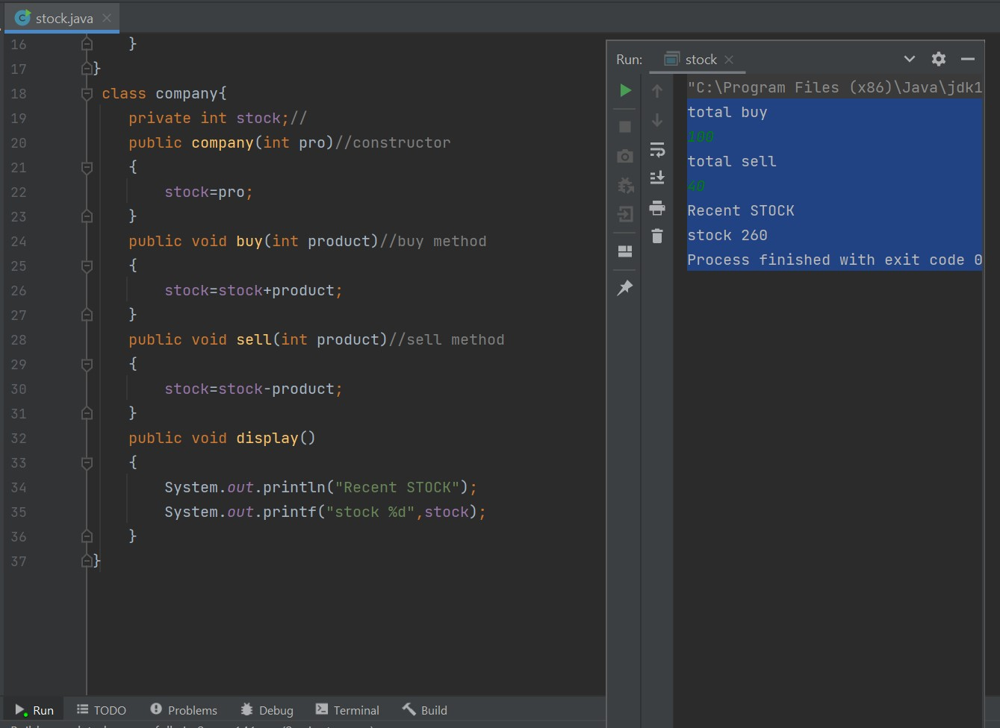 stock.java
16 }
17 }
18 class company{
19 private int stock;//
20 public company(int pro)//constructor
21 {
22 stock=pro;
23 }
24 public void buy(int product)//buy method
25 {
26 stock=stock+product;
27 }
28 public void sell(int product)//sell method
29 {
30 stock=stock-product;
31 }
32 public void display()
33 {
34 System.out.println("Recent STOCK");
35 System.out.printf("stock %d",stock);
36 }
37 }
Run: stock
"C:\Program Files (x86)\Java\jdk1
total buy
100
total sell
40
Recent STOCK
stock 260
Process finished with exit code 0
Run TODO Problems Debug Terminal Build